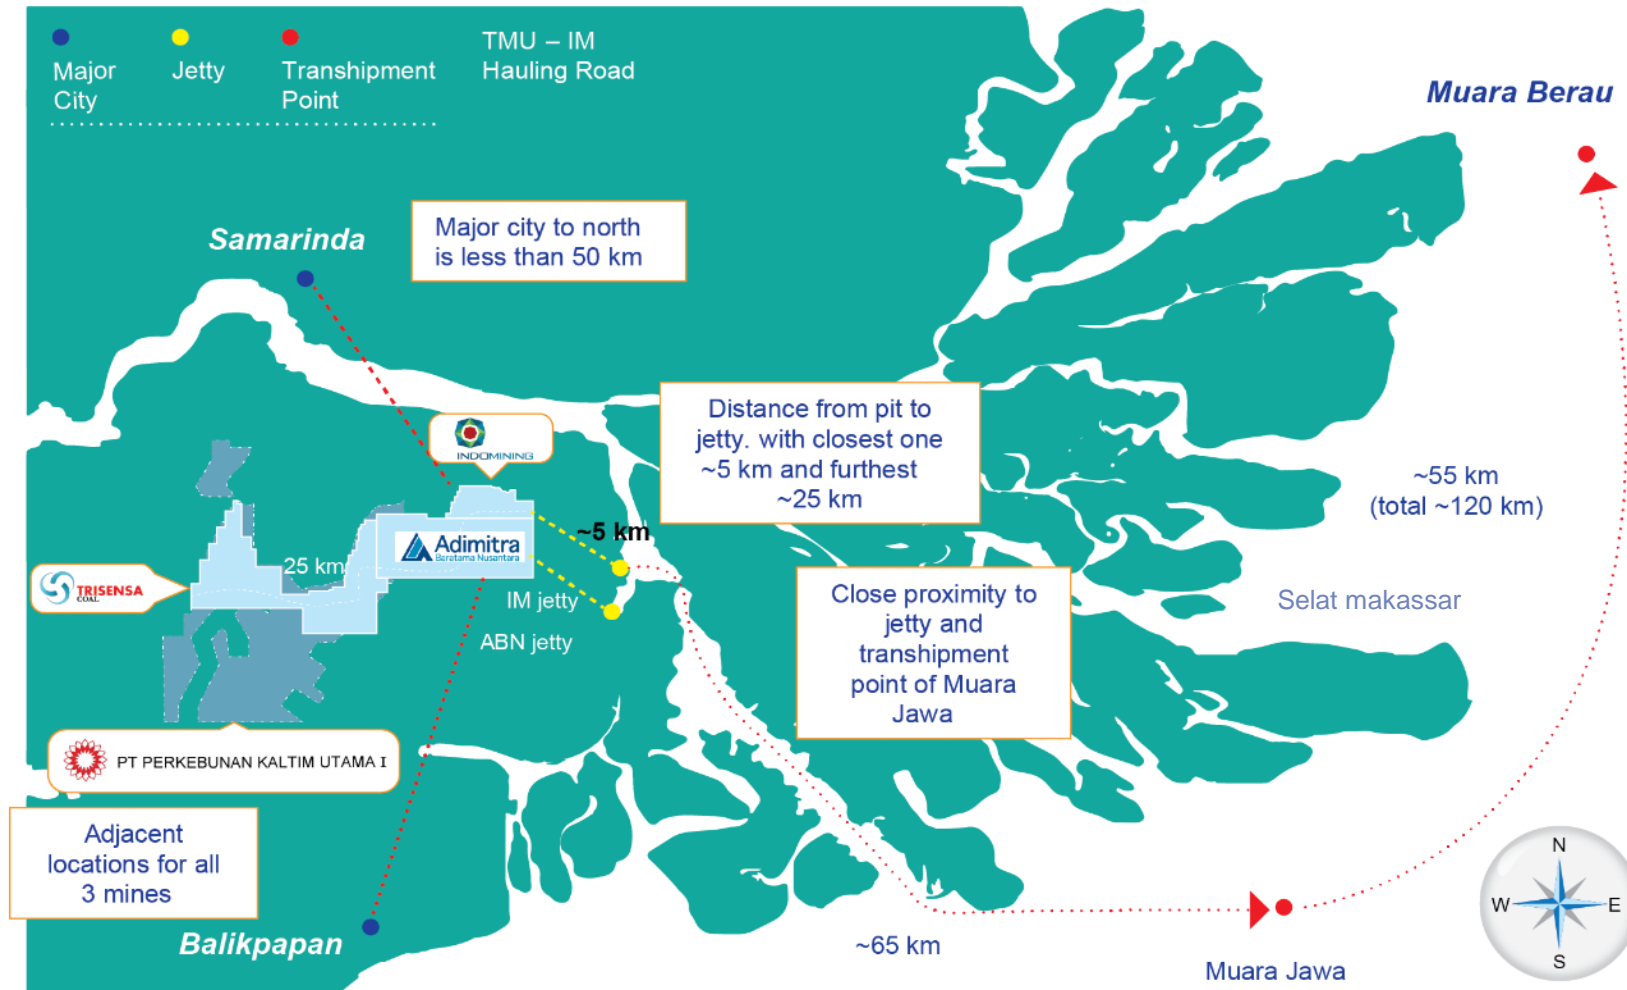 Major
City
Jetty
Transhipment
Point
TMU – IM
Hauling Road
Muara Berau
Samarinda
Major city to north
is less than 50 km
INDOMINING
Distance from pit to
jetty. with closest one
~5 km and furthest
~25 km
~55 km
(total ~120 km)
~5 km
Adimitra
Baratama Nusantara
25 km
TRISENSA
COAL
IM jetty
ABN jetty
Close proximity to
jetty and
transhipment
point of Muara
Jawa
Selat makassar
PT PERKEBUNAN KALTIM UTAMA I
Adjacent
locations for all
3 mines
Balikpapan
~65 km
Muara Jawa
N
W
E
S